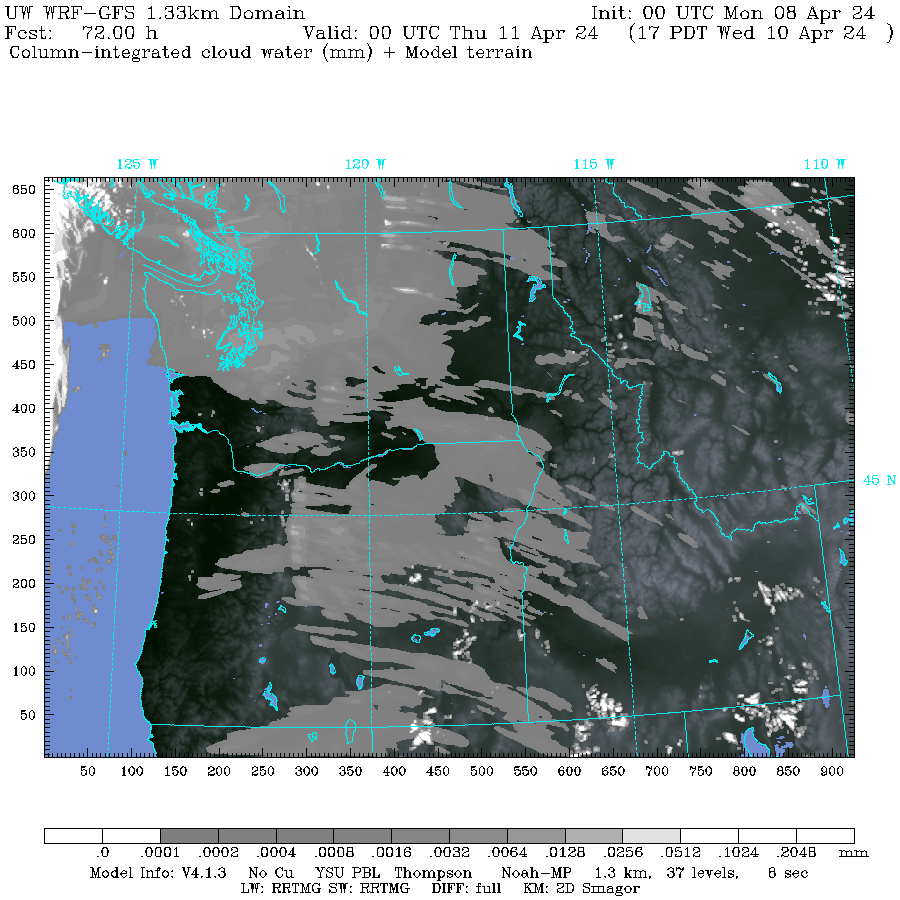 UW WRF-GFS 1.33km Domain Init: 00 UTC Mon 08 Apr 24
Fcst: 72.00 h Valid: 00 UTC Thu 11 Apr 24 (17 PDT Wed 10 Apr 24 )
Column-integrated cloud water (mm) + Model terrain
125 W 120 W 115 W 110 W
650
600
550
500
450
400
350
45 N
300
250
200
150
100
50
50 100 150 200 250 300 350 400 450 500 550 600 650 700 750 800 850 900
.0 .0001 .0002 .0004 .0008 .0016 .0032 .0064 .0128 .0256 .0512 .1024 .2048 mm
Model Info: V4.1.3 No Cu YSU PBL Thompson Noah-MP 1.3 km, 37 levels, 8 sec
LW: RRTMG SW: RRTMG DIFF: full KM: 2D Smagor